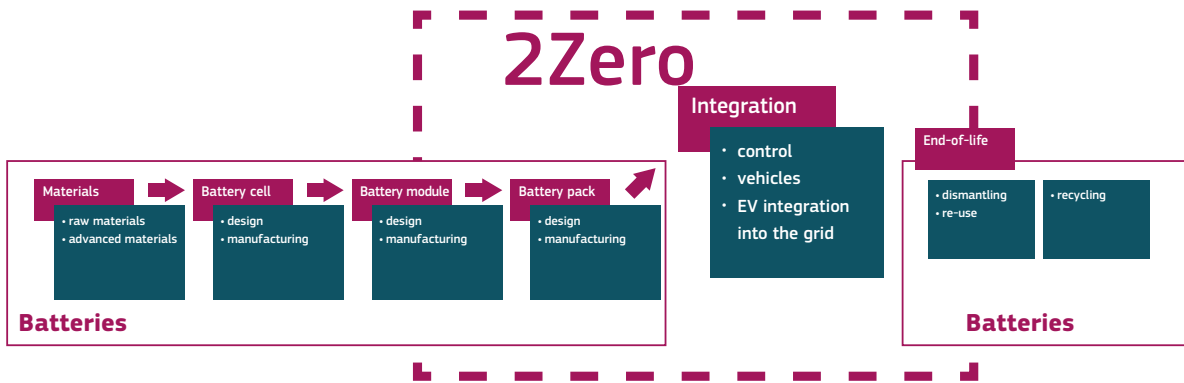 2Zero
Materials
• raw materials
• advanced materials
Battery cell
• design
• manufacturing
Battery module
• design
• manufacturing
Battery pack
• design
• manufacturing
Batteries
Integration
• control
• vehicles
• EV integration
into the grid
End-of-life
• dismantling
• re-use
• recycling
Batteries